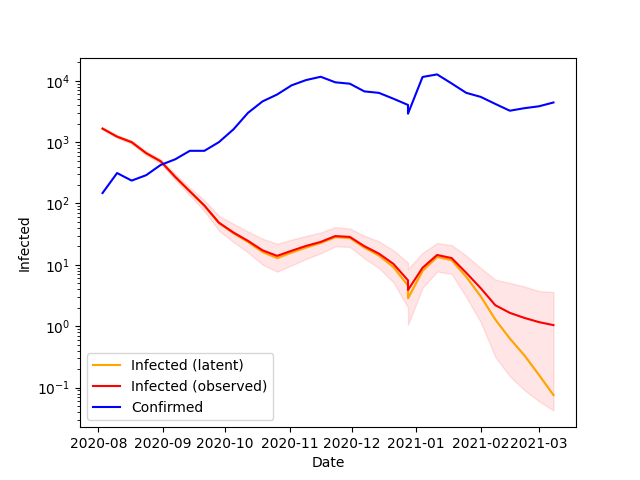 10^4
10^3
10^2
10^1
10^0
10^−1
Infected
Infected (latent)
Infected (observed)
Confirmed
2020-08 2020-09 2020-10 2020-11 2020-12 2021-01 2021-02 2021-03
Date